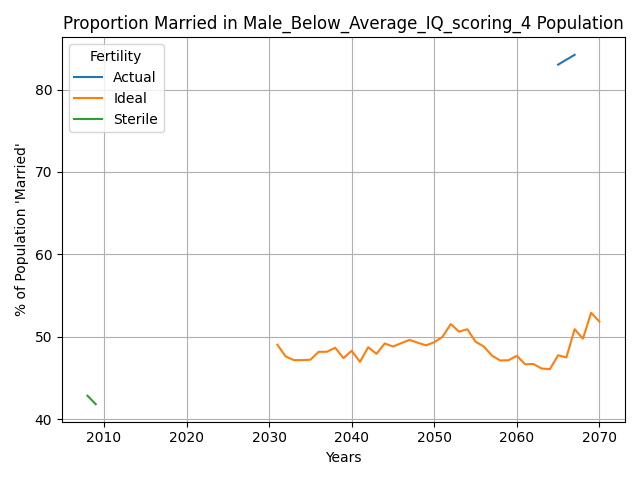 Proportion Married in Male_Below_Average_IQ_scoring_4 Population
Fertility
Actual
Ideal
Sterile
% of Population 'Married'
80
70
60
50
40
2010 2020 2030 2040 2050 2060 2070
Years